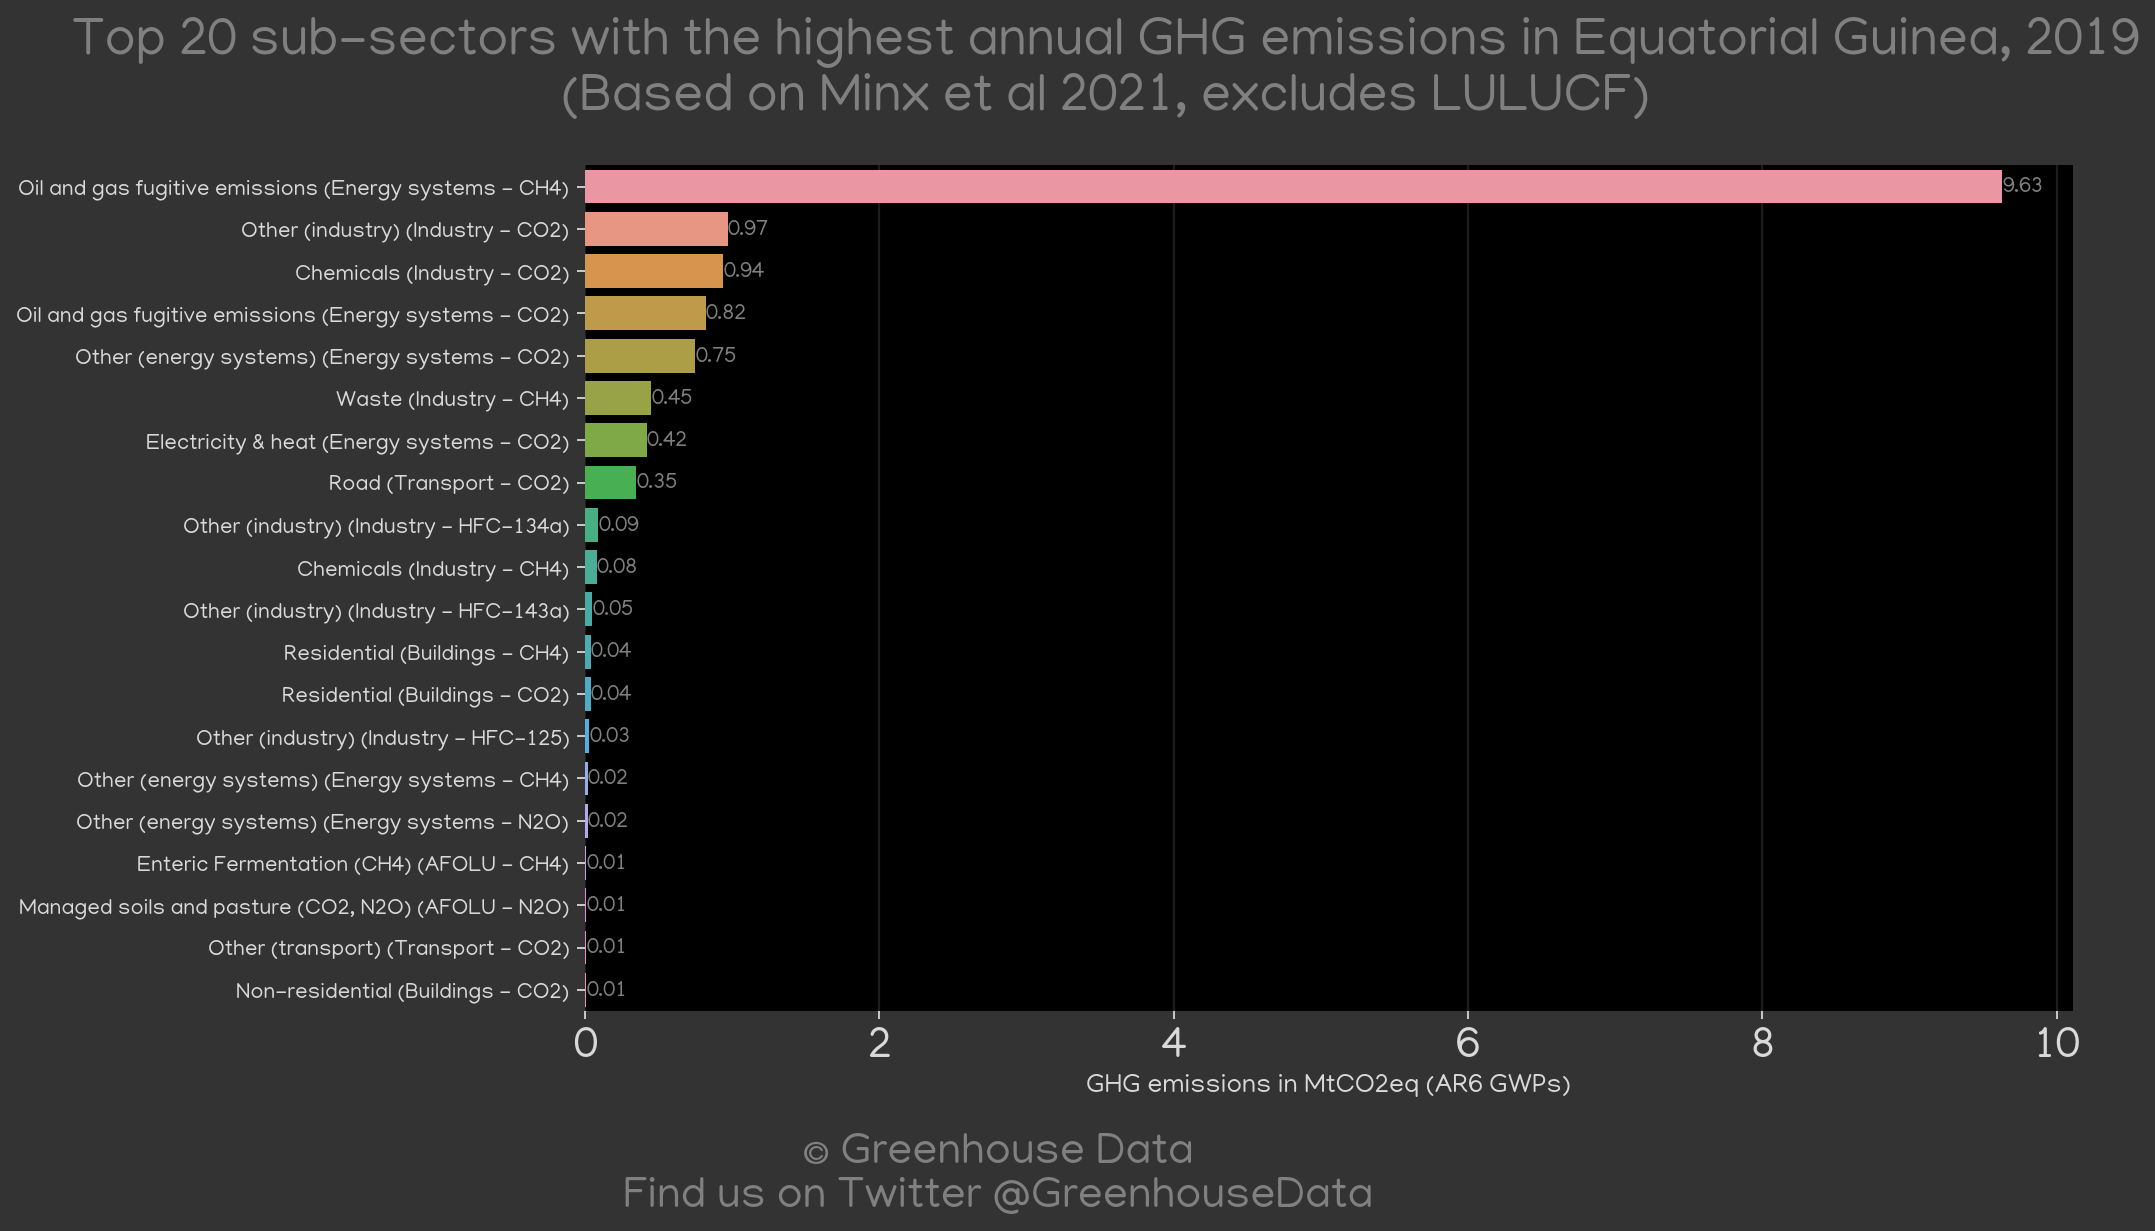 Top 20 sub-sectors with the highest annual GHG emissions in Equatorial Guinea, 2019
(Based on Minx et al 2021, excludes LULUCF)
Oil and gas fugitive emissions (Energy systems - CH4) 9.63
Other (industry) (Industry - CO2) 0.97
Chemicals (Industry - CO2) 0.94
Oil and gas fugitive emissions (Energy systems - CO2) 0.82
Other (energy systems) (Energy systems - CO2) 0.75
Waste (Industry - CH4) 0.45
Electricity & heat (Energy systems - CO2) 0.42
Road (Transport - CO2) 0.35
Other (industry) (Industry - HFC-134a) 0.09
Chemicals (Industry - CH4) 0.08
Other (industry) (Industry - HFC-143a) 0.05
Residential (Buildings - CH4) 0.04
Residential (Buildings - CO2) 0.04
Other (industry) (Industry - HFC-125) 0.03
Other (energy systems) (Energy systems - CH4) 0.02
Other (energy systems) (Energy systems - N2O) 0.02
Enteric Fermentation (CH4) (AFOLU - CH4) 0.01
Managed soils and pasture (CO2, N2O) (AFOLU - N2O) 0.01
Other (transport) (Transport - CO2) 0.01
Non-residential (Buildings - CO2) 0.01
0 2 4 6 8 10
GHG emissions in MtCO2eq (AR6 GWPs)
© Greenhouse Data
Find us on Twitter @GreenhouseData